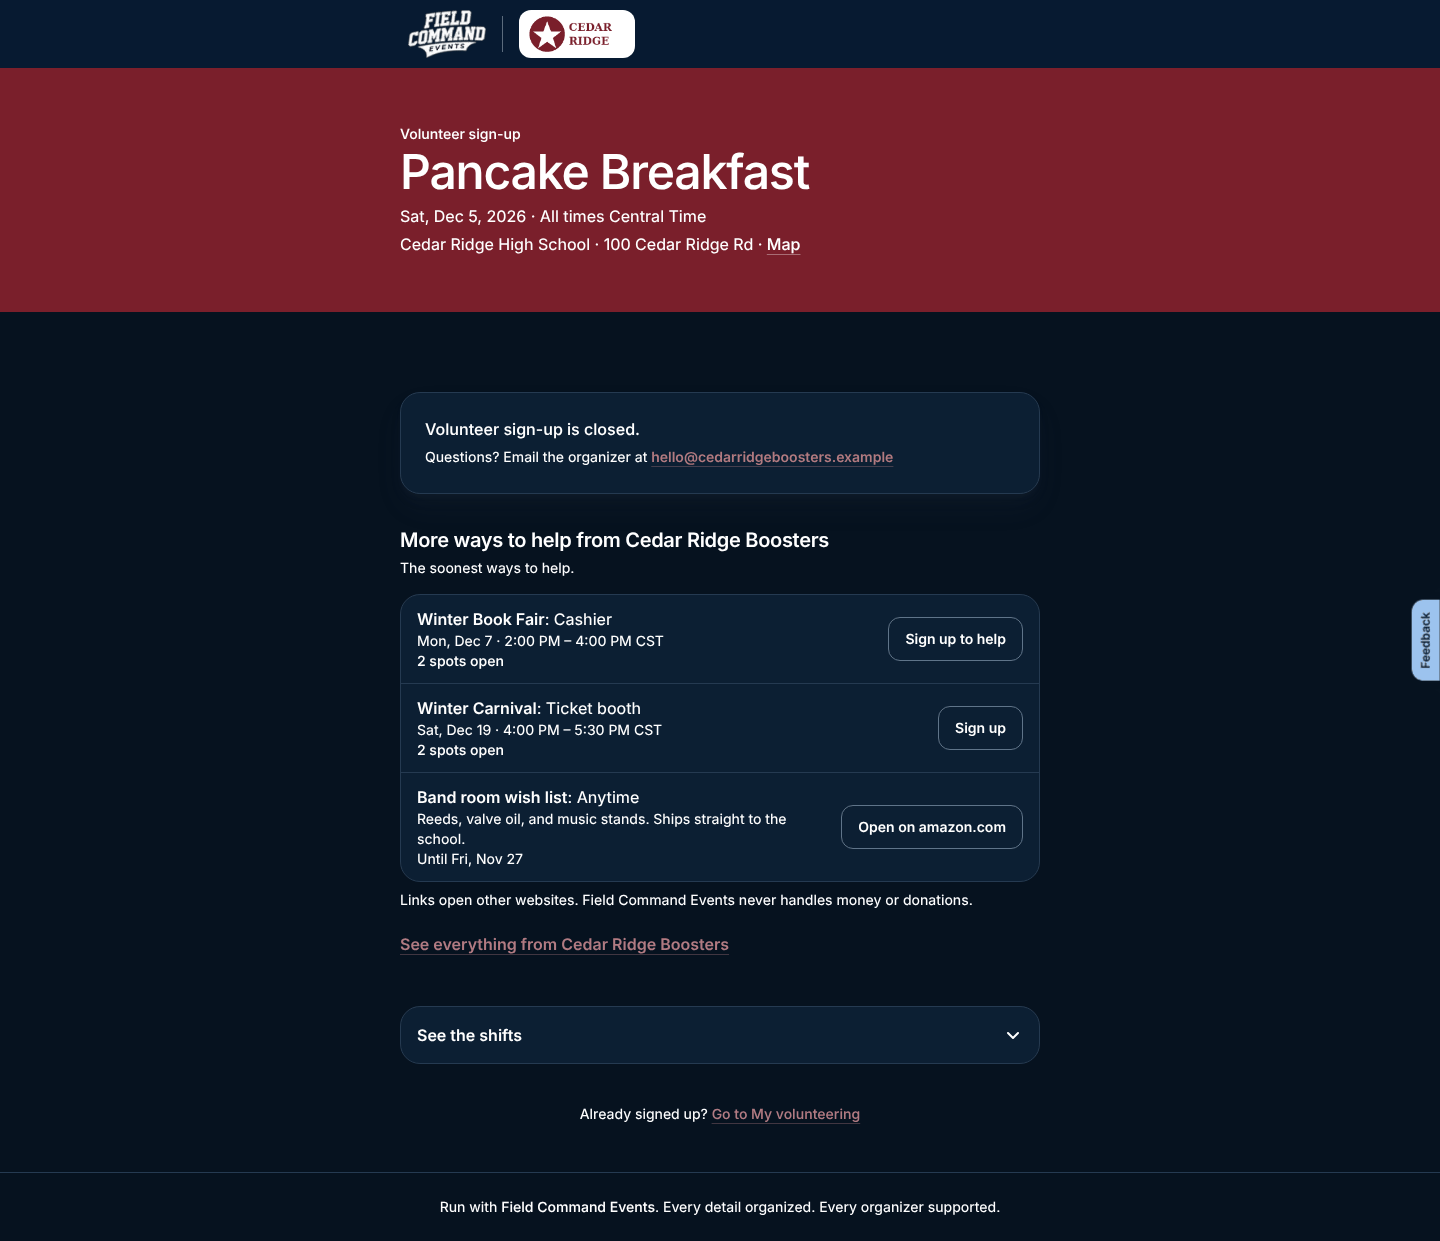 FIELD
COMMAND
EVENTS
CEDAR
RIDGE
Volunteer sign-up
Pancake Breakfast
Sat, Dec 5, 2026 · All times Central Time
Cedar Ridge High School · 100 Cedar Ridge Rd · Map
Volunteer sign-up is closed.
Questions? Email the organizer at hello@cedarridgeboosters.example
More ways to help from Cedar Ridge Boosters
The soonest ways to help.
Winter Book Fair: Cashier
Mon, Dec 7 · 2:00 PM – 4:00 PM CST
2 spots open
Sign up to help
Winter Carnival: Ticket booth
Sat, Dec 19 · 4:00 PM – 5:30 PM CST
2 spots open
Sign up
Band room wish list: Anytime
Reeds, valve oil, and music stands. Ships straight to the
school.
Until Fri, Nov 27
Open on amazon.com
Links open other websites. Field Command Events never handles money or donations.
See everything from Cedar Ridge Boosters
See the shifts
Already signed up? Go to My volunteering
Run with Field Command Events. Every detail organized. Every organizer supported.
Feedback